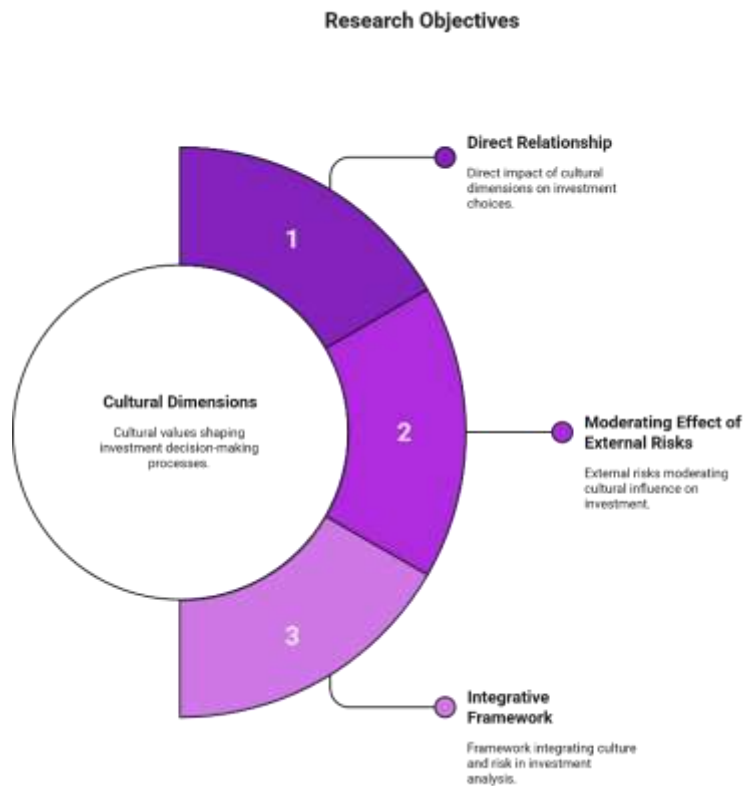 Research Objectives
Direct Relationship
Direct impact of cultural
dimensions on investment
choices.
1
Cultural Dimensions
Cultural values shaping
investment decision-making
processes.
2
Moderating Effect of
External Risks
External risks moderating
cultural influence on
investment.
3
Integrative
Framework
Framework integrating culture
and risk in investment
analysis.